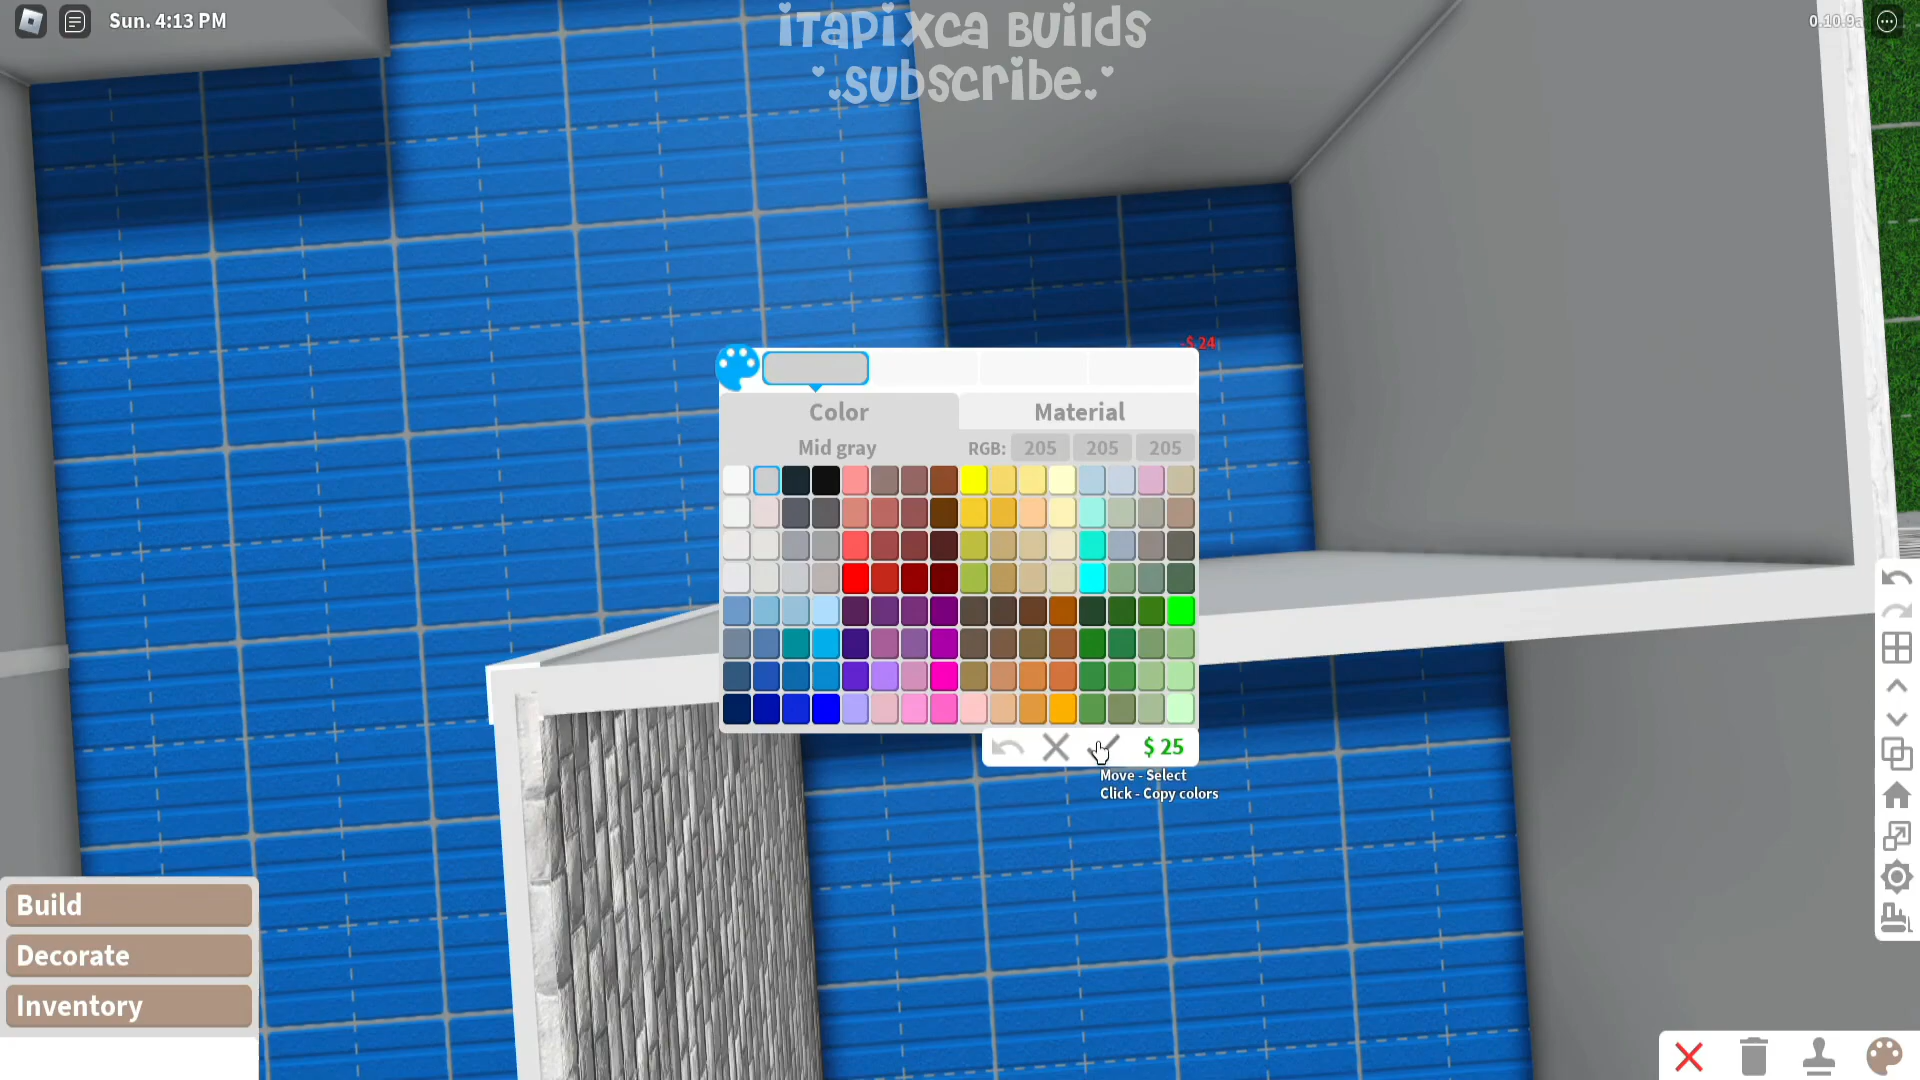 Sun. 4:13 PM
iTapixca Builds
.subscribe.
0.10.9a
-$ 24
Color
Material
Mid gray
RGB: 205 205 205
$ 25
Move - Select
Click - Copy colors
Build
Decorate
Inventory